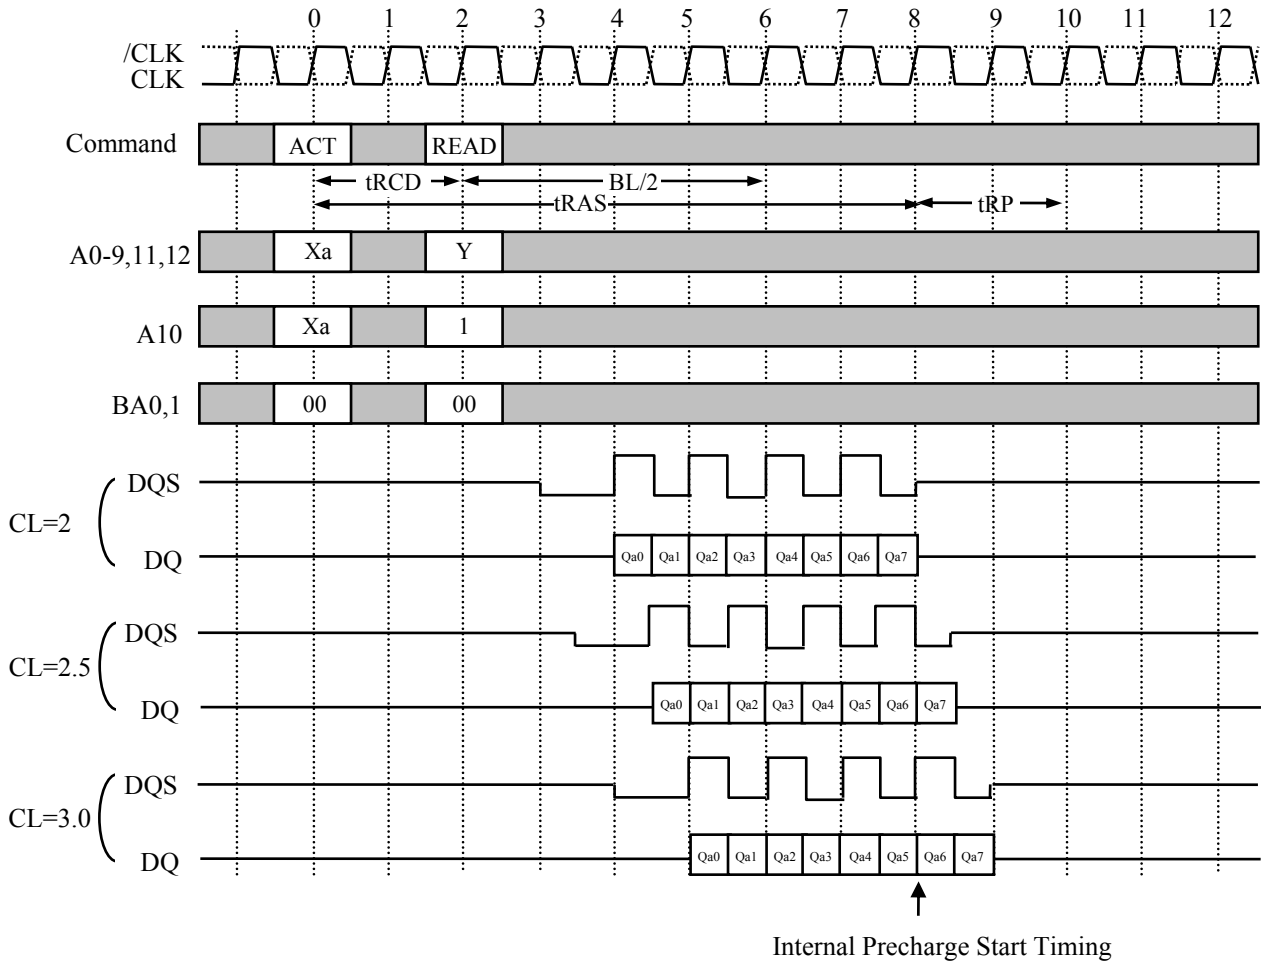 0 1 2 3 4 5 6 7 8 9 10 11 12
/CLK
CLK
Command ACT READ
tRCD BL/2
tRAS tRP
A0-9,11,12 Xa Y
A10 Xa 1
BA0,1 00 00
DQS
CL=2
DQ Qa0 Qa1 Qa2 Qa3 Qa4 Qa5 Qa6 Qa7
DQS
CL=2.5
DQ Qa0 Qa1 Qa2 Qa3 Qa4 Qa5 Qa6 Qa7
DQS
CL=3.0
DQ Qa0 Qa1 Qa2 Qa3 Qa4 Qa5 Qa6 Qa7
Internal Precharge Start Timing